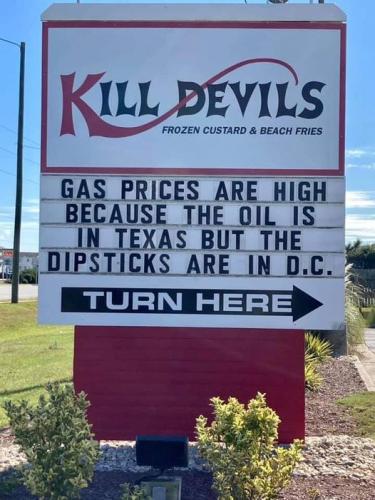 KILL DEVILS
FROZEN CUSTARD & BEACH FRIES
GAS PRICES ARE HIGH
BECAUSE THE OIL IS
IN TEXAS BUT THE
DIPSTICKS ARE IN D.C.
TURN HERE